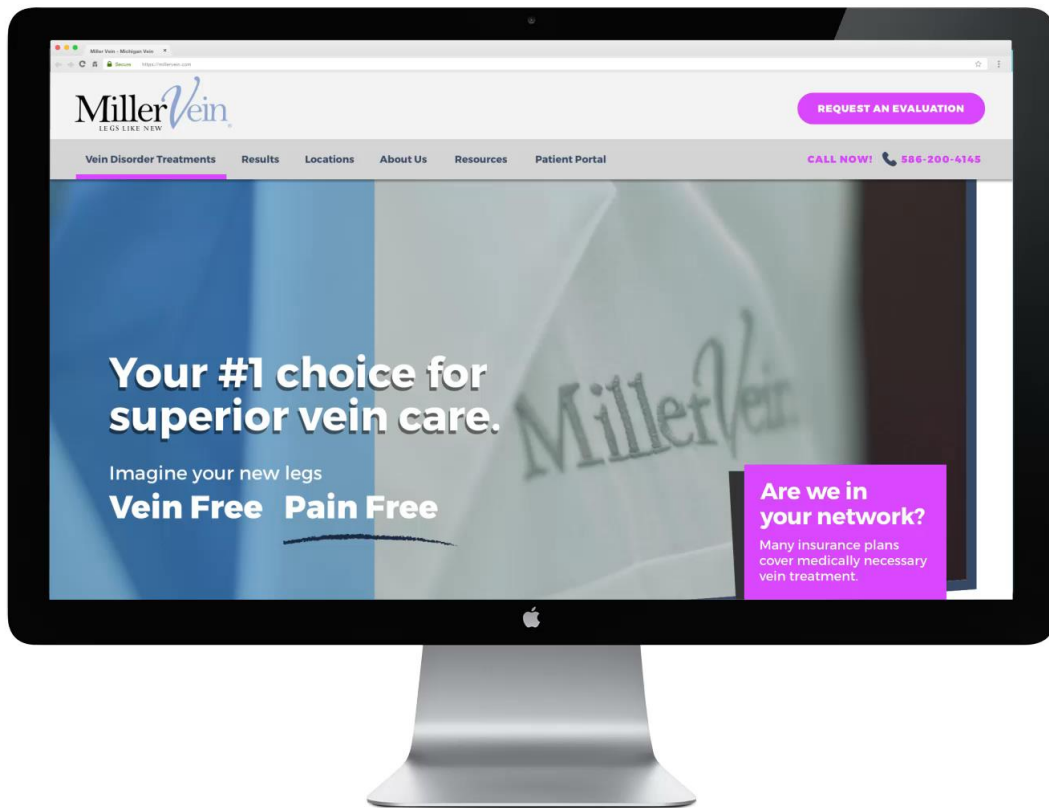 Miller Vein - Michigan Vein
Secure https://millervein.com
MillerVein®
LEGS LIKE NEW
REQUEST AN EVALUATION
Vein Disorder Treatments Results Locations About Us Resources Patient Portal
CALL NOW! 586-200-4145
Your #1 choice for
superior vein care.
Imagine your new legs
Vein Free Pain Free
MillerVein
Are we in
your network?
Many insurance plans
cover medically necessary
vein treatment.